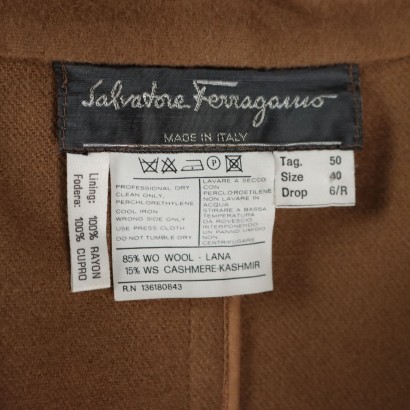 Salvatore Ferragamo
MADE IN ITALY
Tag. 50
Size 40
Drop 6/R
PROFESSIONAL DRY
CLEAN ONLY,
PERCHLORETHYLENE
COOL IRON
WRONG SIDE ONLY
USE PRESS CLOTH
DO NOT TUMBLE DRY
LAVARE A SECCO
CON
PERCLOROETILENE
NON LAVARE IN
ACQUA
STIRARE A BASSA
TEMPERATURA
DA ROVESCIO
INTERPONENDO
UN PANNO UMIDO
NON
CENTRIFUGARE
85% WO WOOL - LANA
15% WS CASHMERE-KASHMIR
R.N 136180843
Lining: 100% RAYON
Fodera: 100% CUPRO